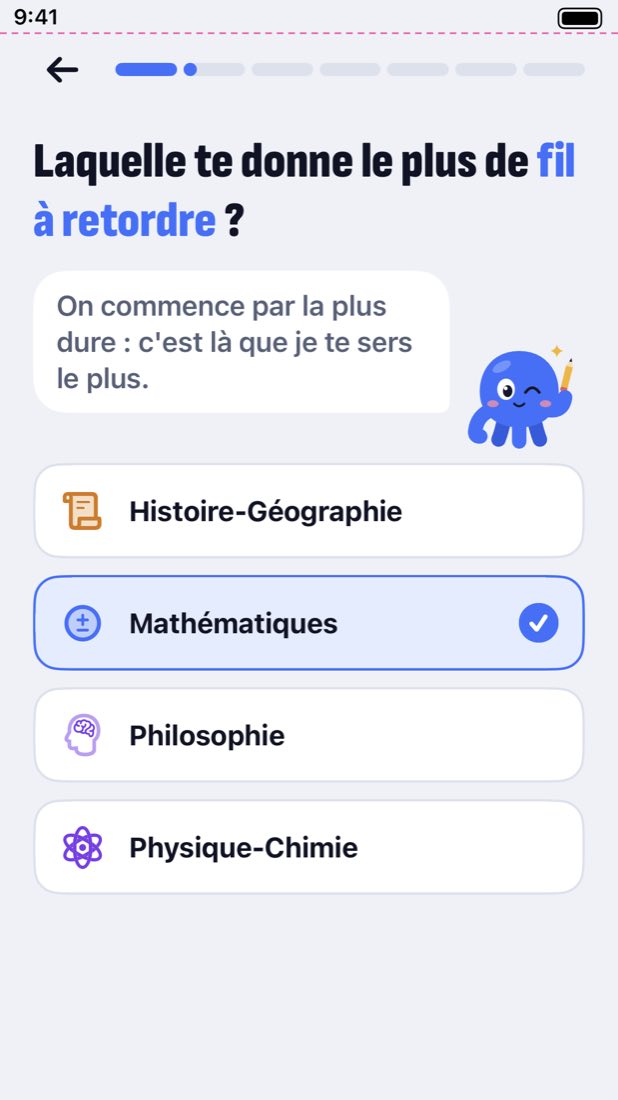 9:41
Laquelle te donne le plus de fil
à retordre ?
On commence par la plus
dure : c'est là que je te sers
le plus.
Histoire-Géographie
Mathématiques
Philosophie
Physique-Chimie